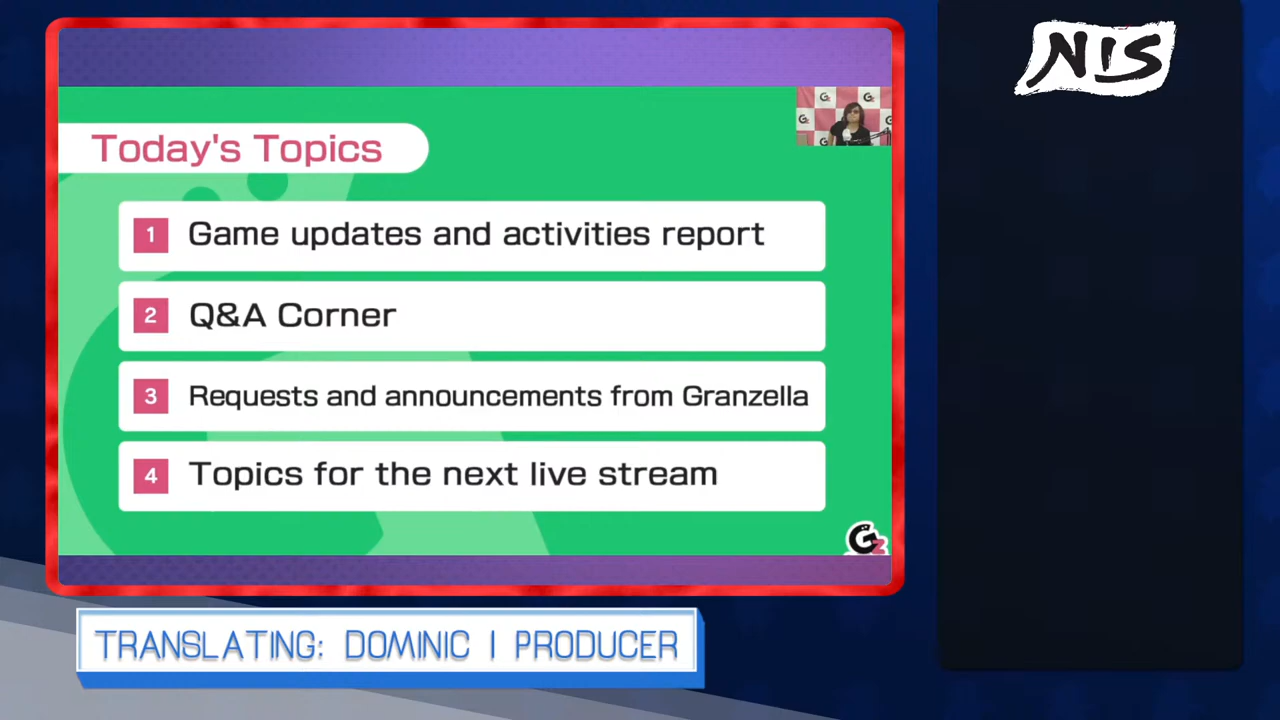 NIS
Today's Topics
1 Game updates and activities report
2 Q&A Corner
3 Requests and announcements from Granzella
4 Topics for the next live stream
Gz
TRANSLATING: DOMINIC | PRODUCER